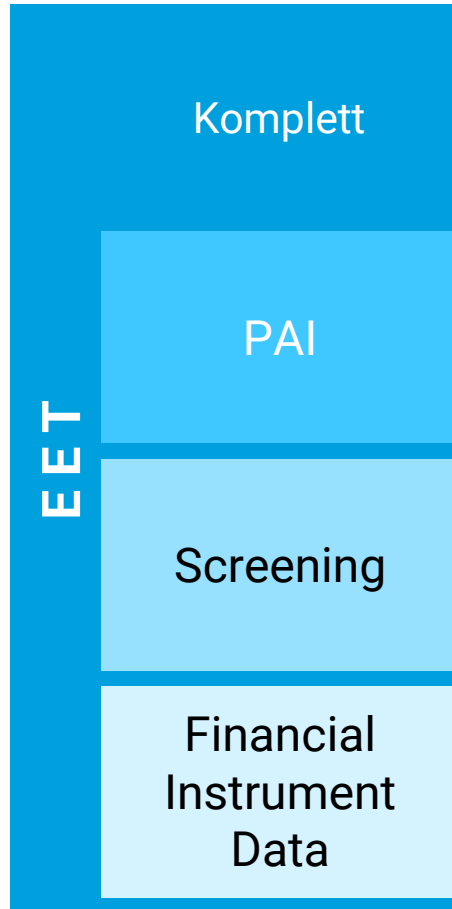 Komplett
PAI
EET
Screening
Financial
Instrument
Data